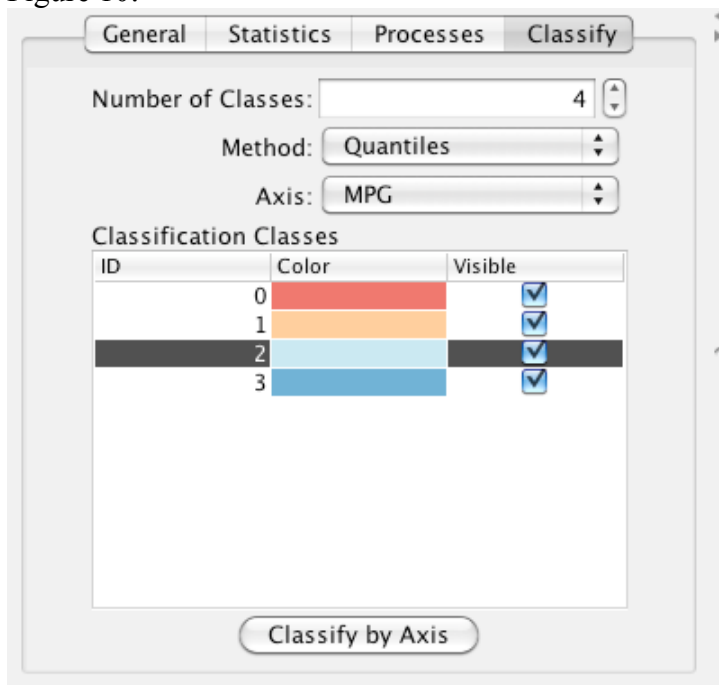 General Statistics Processes Classify
Number of Classes: 4
Method: Quantiles
Axis: MPG
Classification Classes
ID Color Visible
0
1
2
3
Classify by Axis